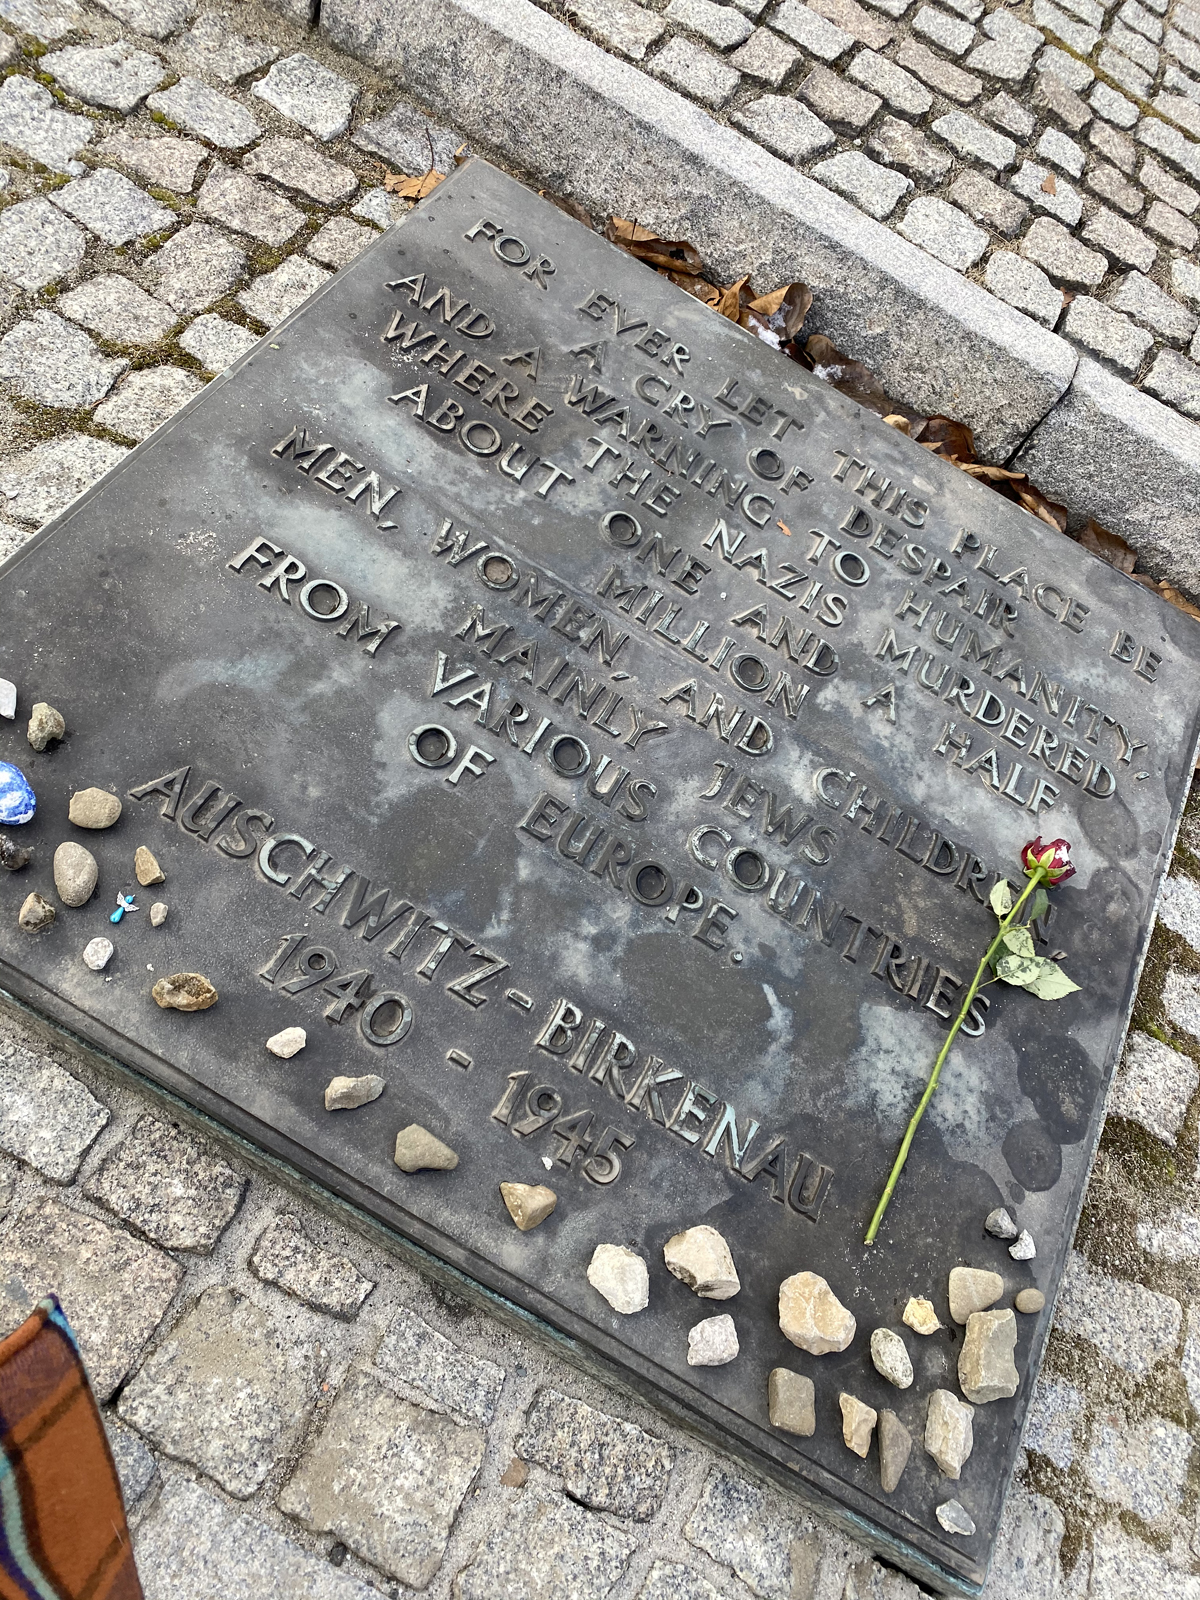 FOR EVER LET THIS PLACE BE
A CRY OF DESPAIR
AND A WARNING TO HUMANITY,
WHERE THE NAZIS MURDERED
ABOUT ONE AND A HALF
MILLION
MEN, WOMEN, AND CHILDREN,
MAINLY JEWS
FROM VARIOUS COUNTRIES
OF EUROPE.
AUSCHWITZ - BIRKENAU
1940 - 1945